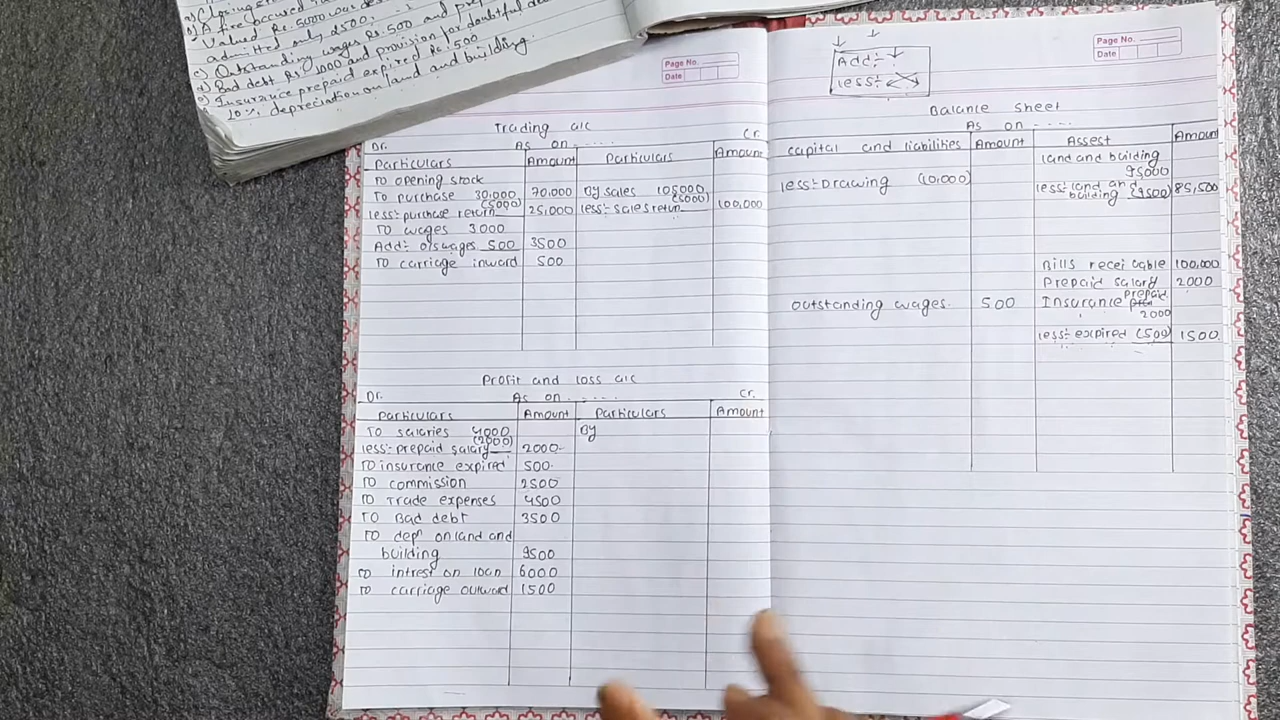 a) Closing
b) A fire occured
Valued Rs. 5000 was
admitted only 2500.
c) Outstanding wages Rs. 500 and
d) Bad debt Rs. 1000 and provision for doubtful
e) Insurance prepaid expired Rs. 500
10% depreciation on land and building.
Page No.
Date
Trading a/c
Dr. As on ..... Cr.
Particulars Amount Particulars Amount
To opening stock 70,000 By sales 105000
To purchase 30,000
less:- purchase return (5000) 25,000 less:- sales return (5000) 100,000
To wages 3000
Add:- o/s wages 500 3500
To carriage inward 500
Profit and loss a/c
Dr. As on ..... Cr.
Particulars Amount Particulars Amount
To salaries 4000 By
less:- prepaid salary (2000) 2000
To insurance expired 500
To commission 2500
To Trade expenses 4500
To Bad debt 3500
To depn on land and
building 9500
To intrest on loan 6000
To carriage outward 1500
Page No.
Date
Add:-
less:-
Balance sheet
As on -----
capital and liabilities Amount Assest Amount
land and building
95000
less:- Drawing (10,000) less:- land and
building (9500) 85,500
Bills receivable 100,000
Prepaid salary 2000
outstanding wages. 500 Insurance prepaid
2000
less:- expired (500) 1500